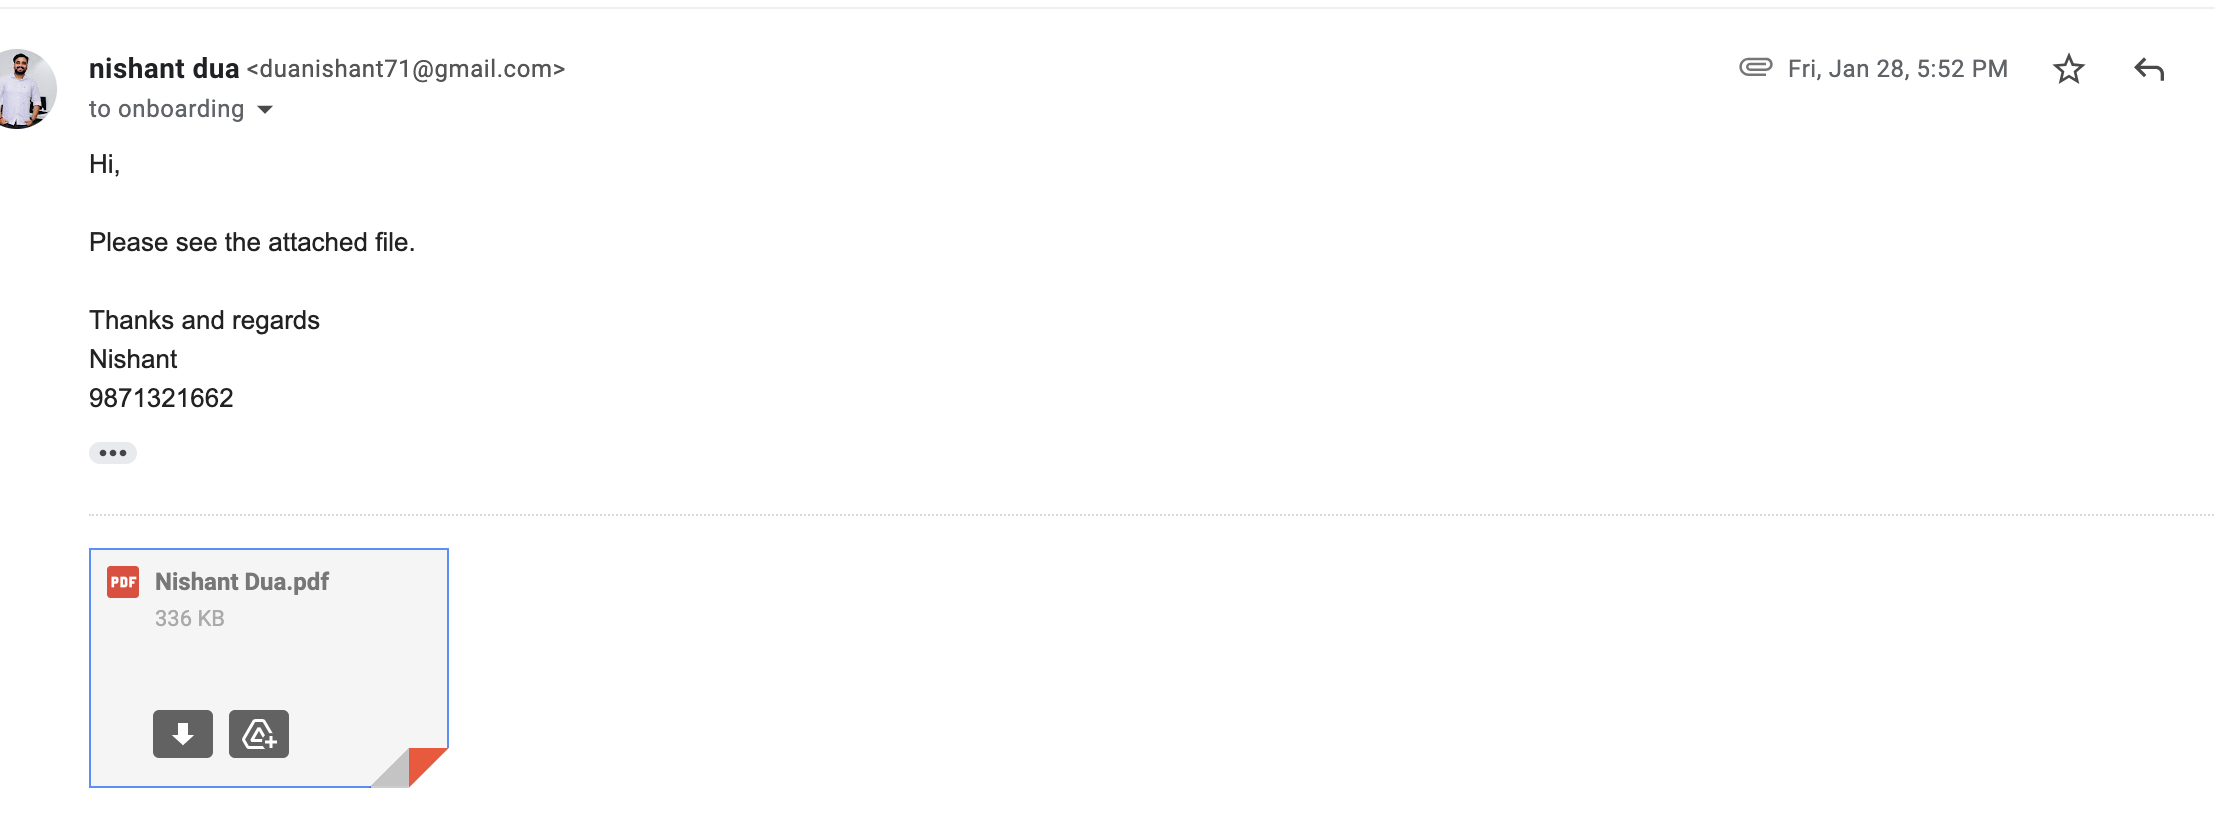 nishant dua <duanishant71@gmail.com>
Fri, Jan 28, 5:52 PM
to onboarding
Hi,
Please see the attached file.
Thanks and regards
Nishant
9871321662
PDF Nishant Dua.pdf
336 KB